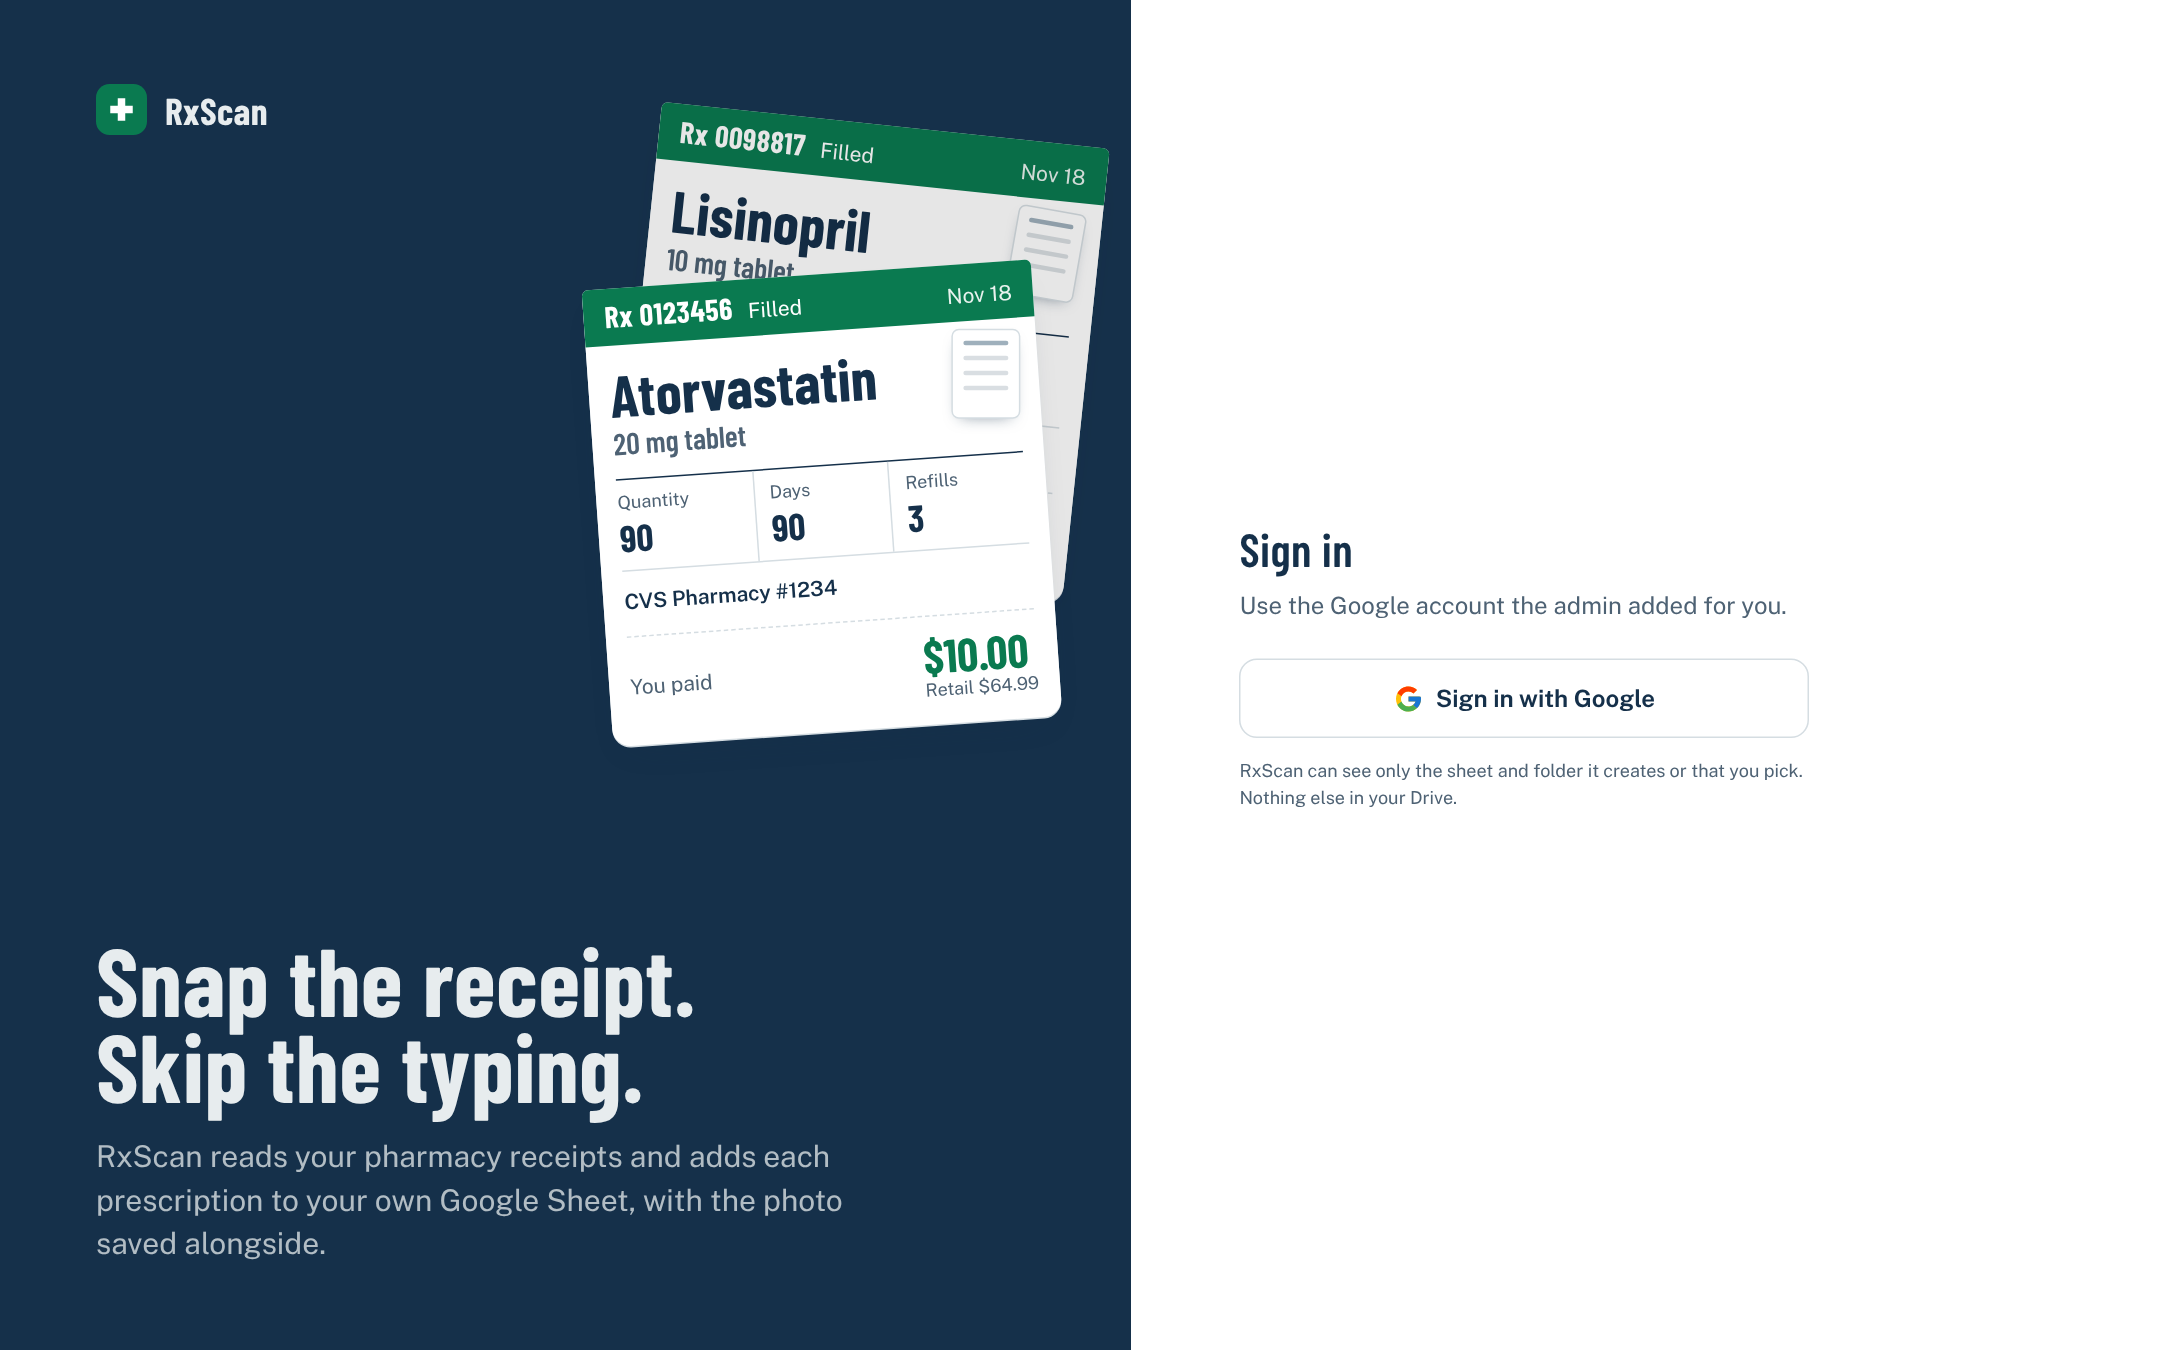 RxScan
Rx 0098817 Filled Nov 18
Lisinopril
10 mg tablet
Rx 0123456 Filled Nov 18
Atorvastatin
20 mg tablet
Quantity Days Refills
90 90 3
CVS Pharmacy #1234
$10.00
You paid Retail $64.99
Snap the receipt.
Skip the typing.
RxScan reads your pharmacy receipts and adds each
prescription to your own Google Sheet, with the photo
saved alongside.
Sign in
Use the Google account the admin added for you.
Sign in with Google
RxScan can see only the sheet and folder it creates or that you pick.
Nothing else in your Drive.